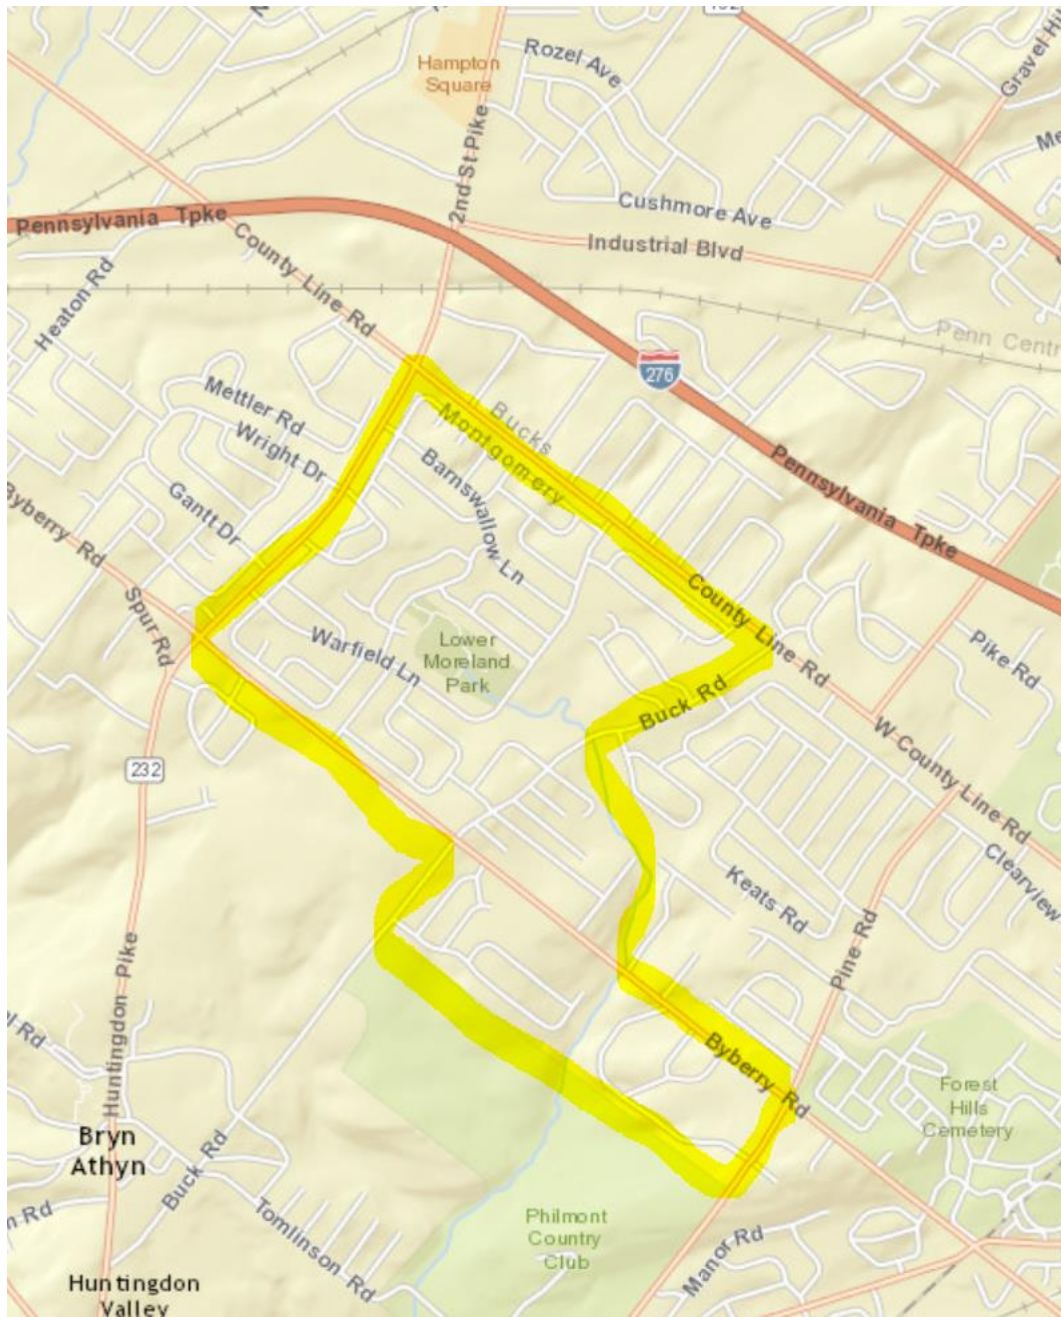 Hampton
Square
Rozel Ave
2nd St Pike
Cushmore Ave
Industrial Blvd
Pennsylvania Tpke
County Line Rd
Heaton Rd
Penn Centr
276
Mettler Rd
Wright Dr
Gantt Dr
Bucks
Montgomery
Barnswallow Ln
Pennsylvania Tpke
Byberry Rd
Spur Rd
County Line Rd
Warfield Ln
Lower
Moreland
Park
Pike Rd
Buck Rd
W County Line Rd
232
Clearview
Keats Rd
Pine Rd
Huntingdon Pike
Byberry Rd
Forest
Hills
Cemetery
Bryn
Athyn
Buck Rd
Tomlinson Rd
Philmont
Country
Club
Manor Rd
Huntingdon
Valley